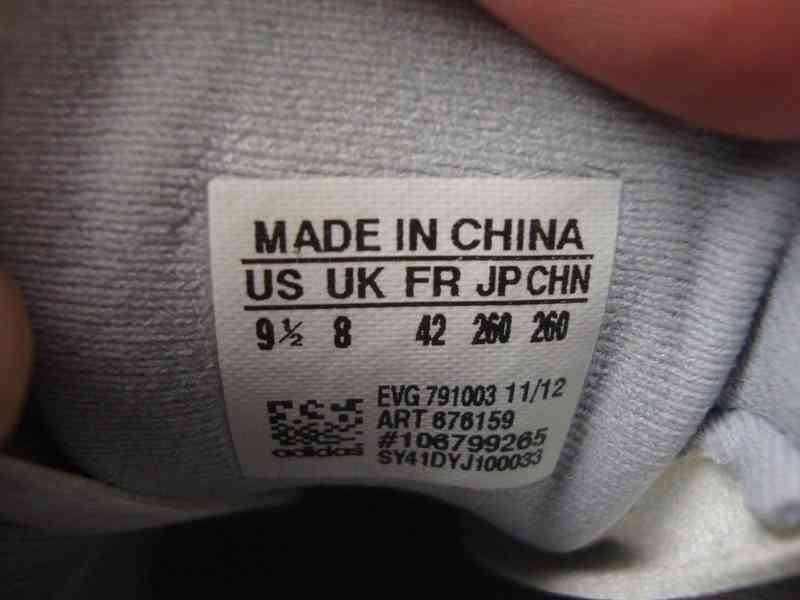 MADE IN CHINA
US UK FR JP CHN
9½ 8 42 260 260
EVG 791003 11/12
ART 676159
#106799265
adidas SY41DYJ100033